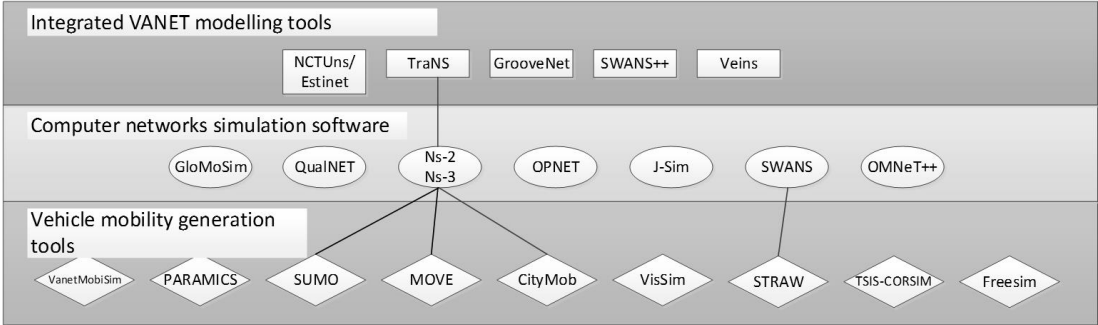 Integrated VANET modelling tools
NCTUns/
Estinet
TraNS
GrooveNet
SWANS++
Veins
Computer networks simulation software
GloMoSim
QualNET
Ns-2
Ns-3
OPNET
J-Sim
SWANS
OMNeT++
Vehicle mobility generation
tools
VanetMobiSim
PARAMICS
SUMO
MOVE
CityMob
VisSim
STRAW
TSIS-CORSIM
Freesim